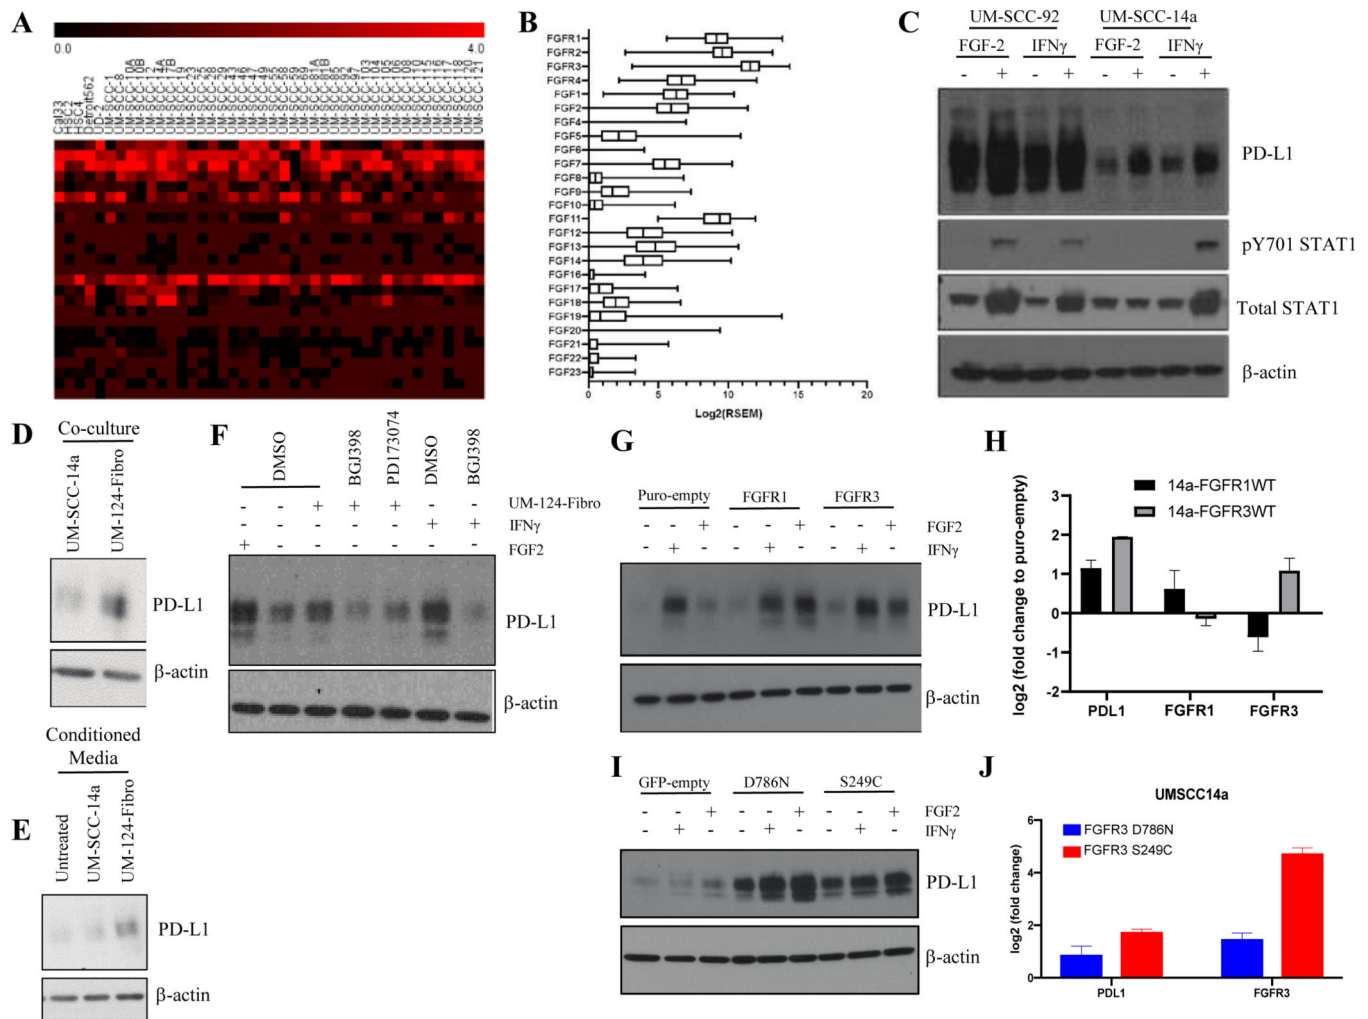 A
0.0
4.0
Cal33
HSC-2
HSC-4
Detroit562
UD-2
UM-SCC-1
UM-SCC-8
UM-SCC-10A
UM-SCC-10B
UM-SCC-12
UM-SCC-14A
UM-SCC-17B
UM-SCC-19
UM-SCC-23
UM-SCC-25
UM-SCC-28
UM-SCC-29
UM-SCC-43
UM-SCC-46
UM-SCC-47
UM-SCC-49
UM-SCC-55
UM-SCC-58
UM-SCC-59
UM-SCC-69
UM-SCC-81A
UM-SCC-81B
UM-SCC-85
UM-SCC-92
UM-SCC-97
UM-SCC-103
UM-SCC-104
UM-SCC-105
UM-SCC-106
UM-SCC-108
UM-SCC-110
UM-SCC-115
UM-SCC-116
UM-SCC-117
UM-SCC-118
UM-SCC-120
UM-SCC-121
B
FGFR1
FGFR2
FGFR3
FGFR4
FGF1
FGF2
FGF4
FGF5
FGF6
FGF7
FGF8
FGF9
FGF10
FGF11
FGF12
FGF13
FGF14
FGF16
FGF17
FGF18
FGF19
FGF20
FGF21
FGF22
FGF23
0 5 10 15 20
Log2(RSEM)
C
UM-SCC-92 UM-SCC-14a
FGF-2 IFNγ FGF-2 IFNγ
- + - + - + - +
PD-L1
pY701 STAT1
Total STAT1
β-actin
D
Co-culture
UM-SCC-14a
UM-124-Fibro
PD-L1
β-actin
E
Conditioned
Media
Untreated
UM-SCC-14a
UM-124-Fibro
PD-L1
β-actin
F
DMSO
BGJ398
PD173074
DMSO
BGJ398
- - + + + - - UM-124-Fibro
- - - - - + + IFNγ
+ - - - - - - FGF2
PD-L1
β-actin
G
Puro-empty FGFR1 FGFR3
- - + - - + - - + FGF2
- + - - + - - + - IFNγ
PD-L1
β-actin
H
14a-FGFR1WT
14a-FGFR3WT
log2 (fold change to puro-empty)
3
2
1
0
-1
-2
PDL1 FGFR1 FGFR3
I
GFP-empty D786N S249C
- - + - - + - - + FGF2
- + - - + - - + - IFNγ
PD-L1
β-actin
J
UMSCC14a
FGFR3 D786N
FGFR3 S249C
log2 (fold change)
6
4
2
0
PDL1 FGFR3